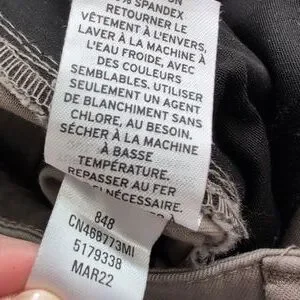 % SPANDEX
RETOURNER LE
VÊTEMENT À L'ENVERS,
LAVER À LA MACHINE À
L'EAU FROIDE, AVEC
DES COULEURS
SEMBLABLES. UTILISER
SEULEMENT UN AGENT
DE BLANCHIMENT SANS
CHLORE, AU BESOIN.
SÉCHER À LA MACHINE
À BASSE
TEMPÉRATURE.
REPASSER AU FER
SI NÉCESSAIRE.
848
CN468773MI
5179338
MAR22